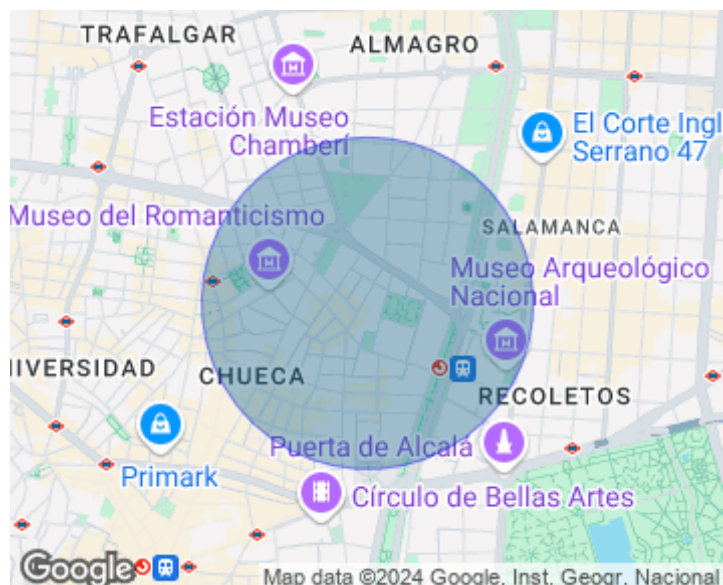 TRAFALGAR
ALMAGRO
Estación Museo
Chamberí
El Corte Ingl
Serrano 47
Museo del Romanticismo
SALAMANCA
Museo Arqueológico
Nacional
NIVERSIDAD
CHUECA
RECOLETOS
Puerta de Alcalá
Primark
Círculo de Bellas Artes
Google
Map data ©2024 Google, Inst. Geogr. Nacional